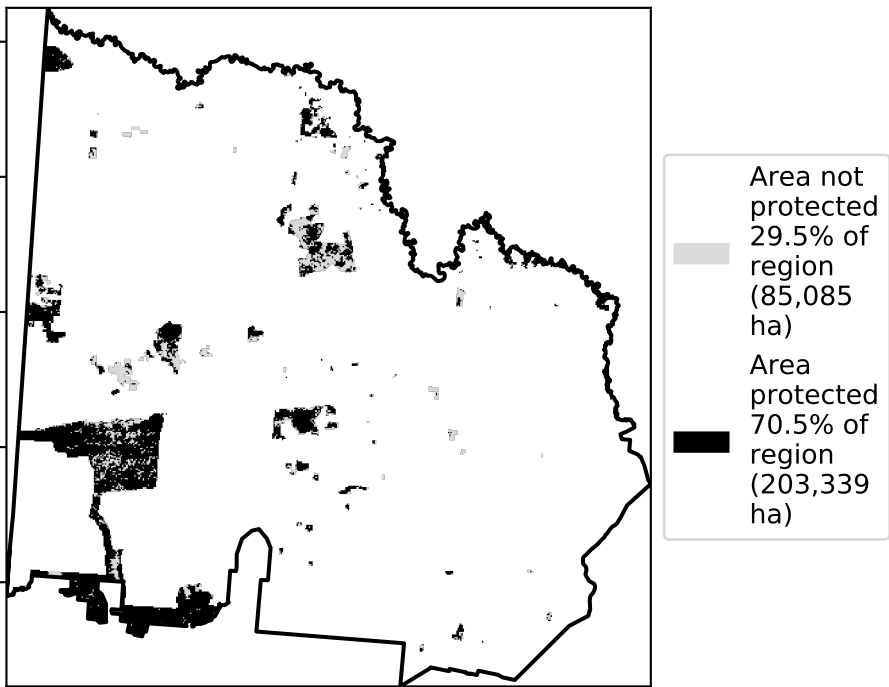 Area not
protected
29.5% of
region
(85,085
ha)
Area
protected
70.5% of
region
(203,339
ha)